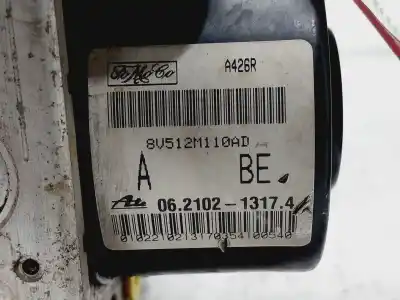 FoMoCo
A426R
8V512M110AD
A BE
Ate 06.2102-1317.4